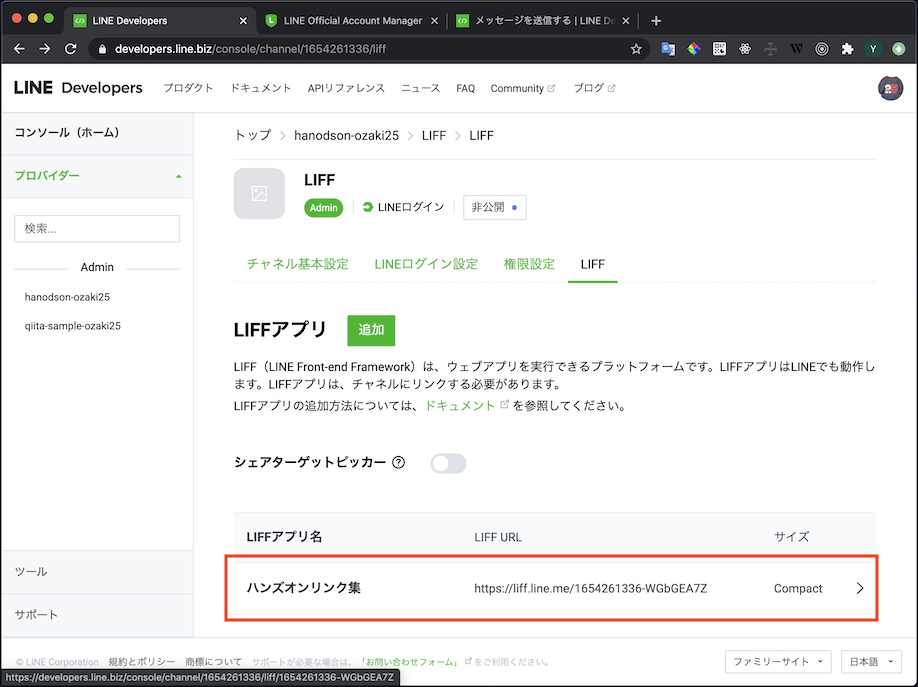 LINE Developers
LINE Official Account Manager
メッセージを送信する | LINE De
developers.line.biz/console/channel/1654261336/liff
Y
LINE Developers
プロダクト ドキュメント APIリファレンス ニュース FAQ Community ブログ
25
コンソール（ホーム）
プロバイダー
検索...
Admin
hanodson-ozaki25
qiita-sample-ozaki25
ツール
サポート
トップ > hanodson-ozaki25 > LIFF > LIFF
LIFF
Admin LINEログイン 非公開
チャネル基本設定 LINEログイン設定 権限設定 LIFF
LIFFアプリ 追加
LIFF（LINE Front-end Framework）は、ウェブアプリを実行できるプラットフォームです。LIFFアプリはLINEでも動作し
ます。LIFFアプリは、チャネルにリンクする必要があります。
LIFFアプリの追加方法については、ドキュメント を参照してください。
シェアターゲットピッカー ?
LIFFアプリ名 LIFF URL サイズ
ハンズオンリンク集 https://liff.line.me/1654261336-WGbGEA7Z Compact
© LINE Corporation 規約とポリシー 商標について サポートが必要な場合は、「お問い合わせフォーム」 をご利用ください。
ファミリーサイト 日本語
https://developers.line.biz/console/channel/1654261336/liff/1654261336-WGbGEA7Z